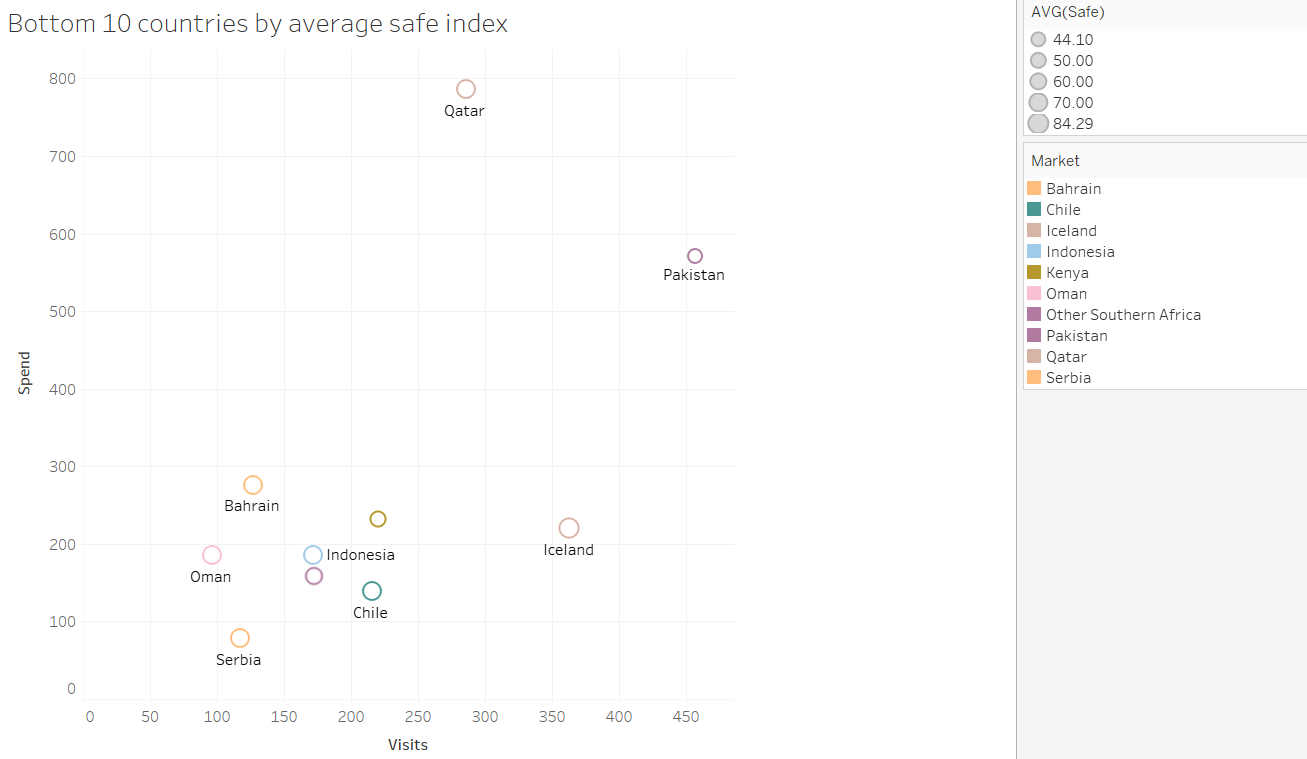 Bottom 10 countries by average safe index
800
700
600
500
400
300
200
100
0
Spend
Qatar
Pakistan
Bahrain
Iceland
Indonesia
Oman
Chile
Serbia
0 50 100 150 200 250 300 350 400 450
Visits
AVG(Safe)
44.10
50.00
60.00
70.00
84.29
Market
Bahrain
Chile
Iceland
Indonesia
Kenya
Oman
Other Southern Africa
Pakistan
Qatar
Serbia